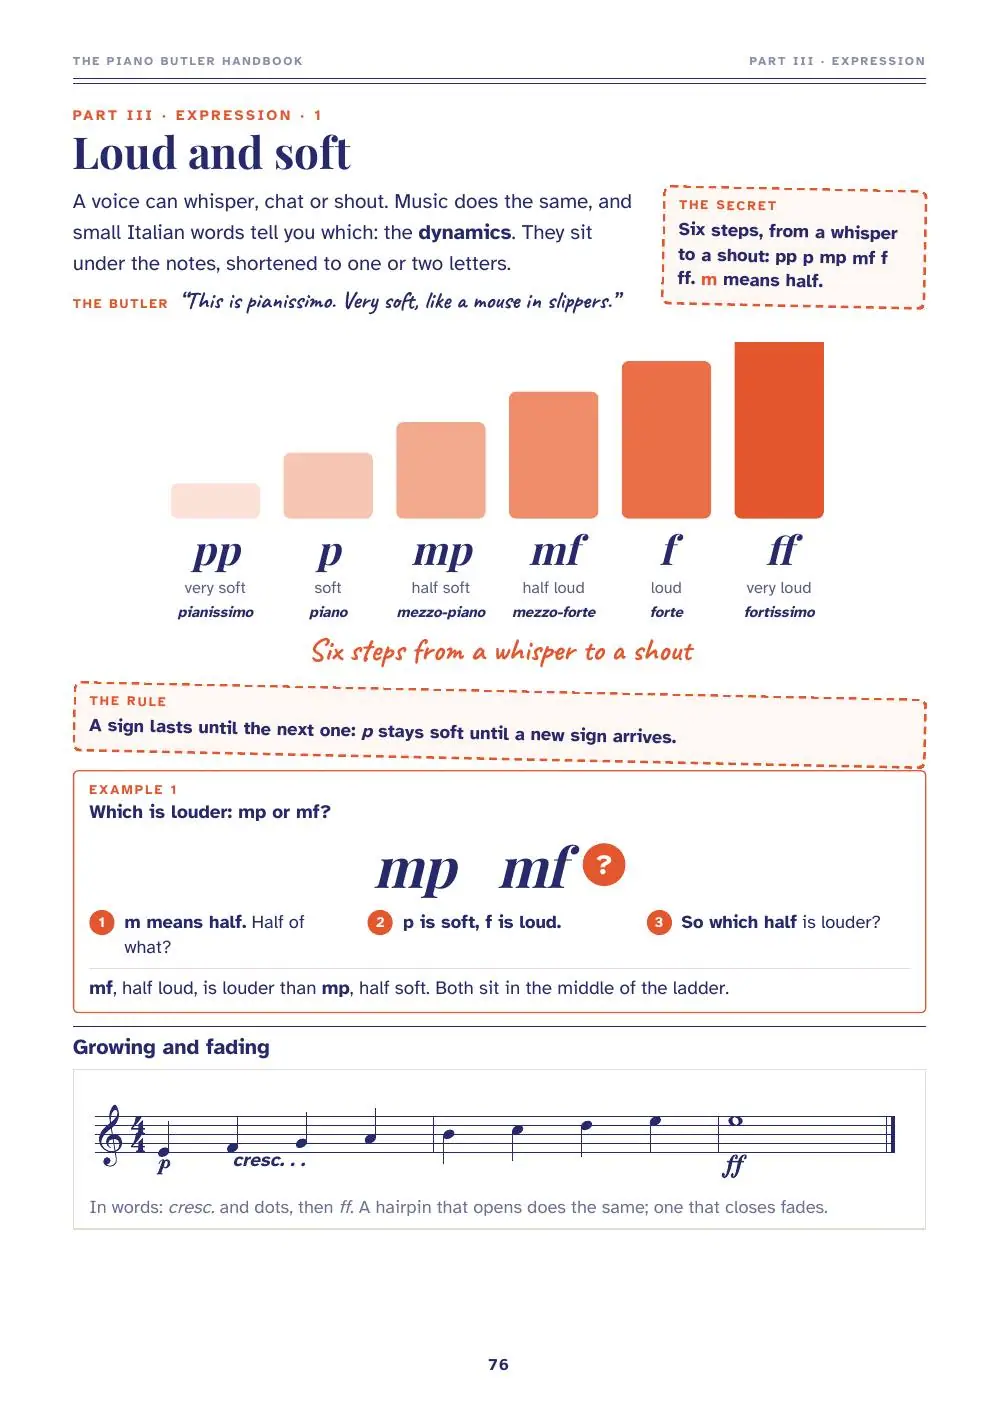 THE PIANO BUTLER HANDBOOK
PART III · EXPRESSION
PART III · EXPRESSION · 1
Loud and soft
A voice can whisper, chat or shout. Music does the same, and
small Italian words tell you which: the dynamics. They sit
under the notes, shortened to one or two letters.
THE BUTLER “This is pianissimo. Very soft, like a mouse in slippers.”
THE SECRET
Six steps, from a whisper
to a shout: pp p mp mf f
ff. m means half.
pp p mp mf f ff
very soft soft half soft half loud loud very loud
pianissimo piano mezzo-piano mezzo-forte forte fortissimo
Six steps from a whisper to a shout
THE RULE
A sign lasts until the next one: p stays soft until a new sign arrives.
EXAMPLE 1
Which is louder: mp or mf?
mp mf ?
1 m means half. Half of
what?
2 p is soft, f is loud.
3 So which half is louder?
mf, half loud, is louder than mp, half soft. Both sit in the middle of the ladder.
Growing and fading
4
4
p cresc. . . ff
In words: cresc. and dots, then ff. A hairpin that opens does the same; one that closes fades.
76